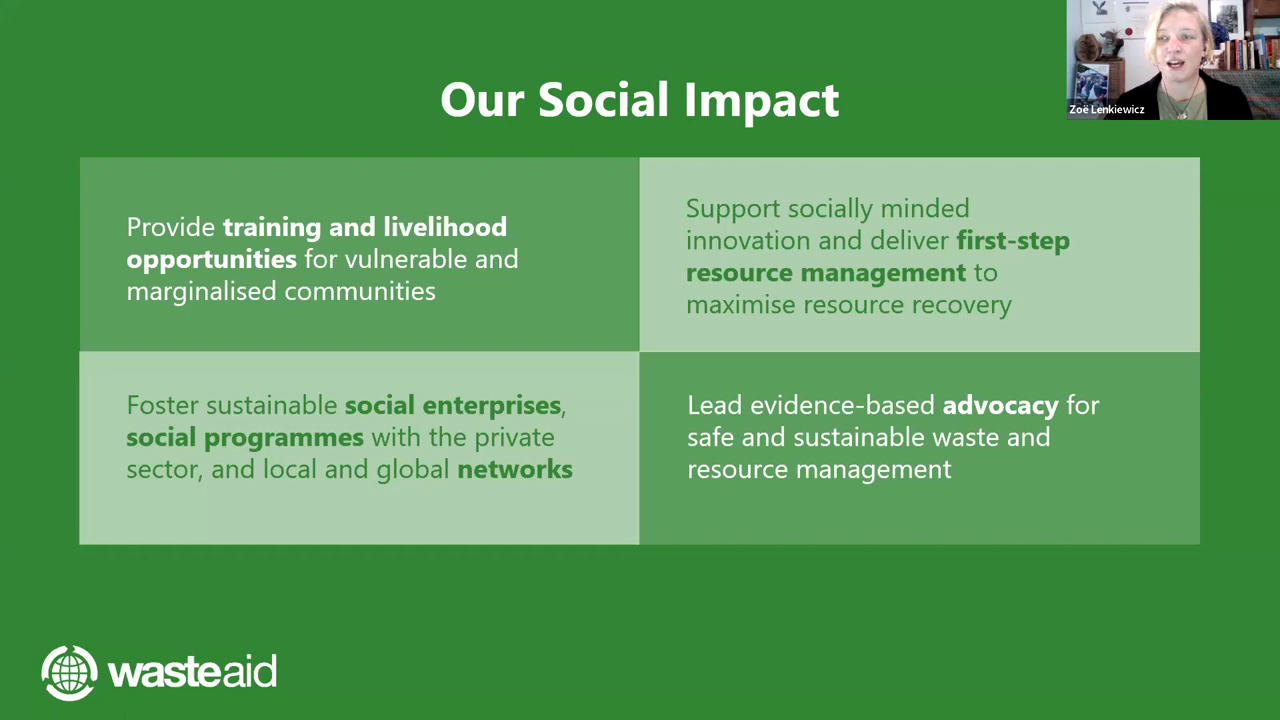 Our Social Impact
Zoë Lenkiewicz
Provide training and livelihood
opportunities for vulnerable and
marginalised communities
Support socially minded
innovation and deliver first-step
resource management to
maximise resource recovery
Foster sustainable social enterprises,
social programmes with the private
sector, and local and global networks
Lead evidence-based advocacy for
safe and sustainable waste and
resource management
wasteaid